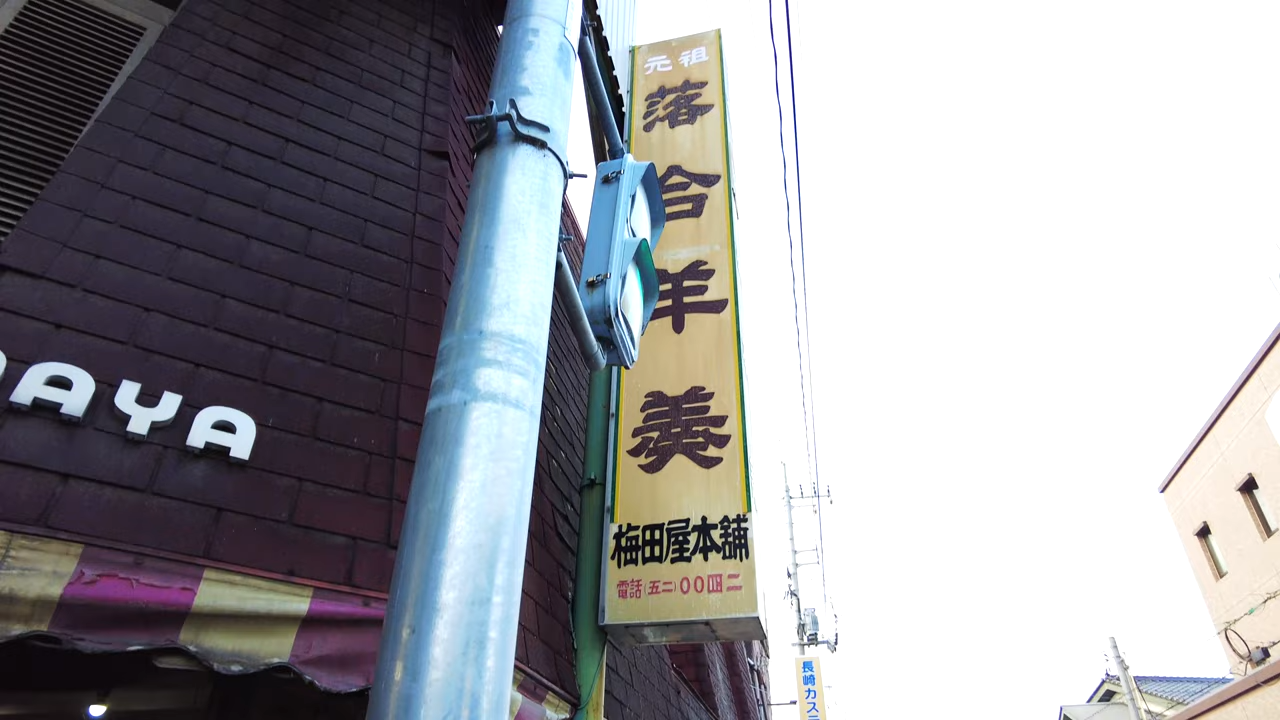 元祖
落合羊羹
梅田屋本舗
電話(五二)〇〇四二
AYA
長崎カステ